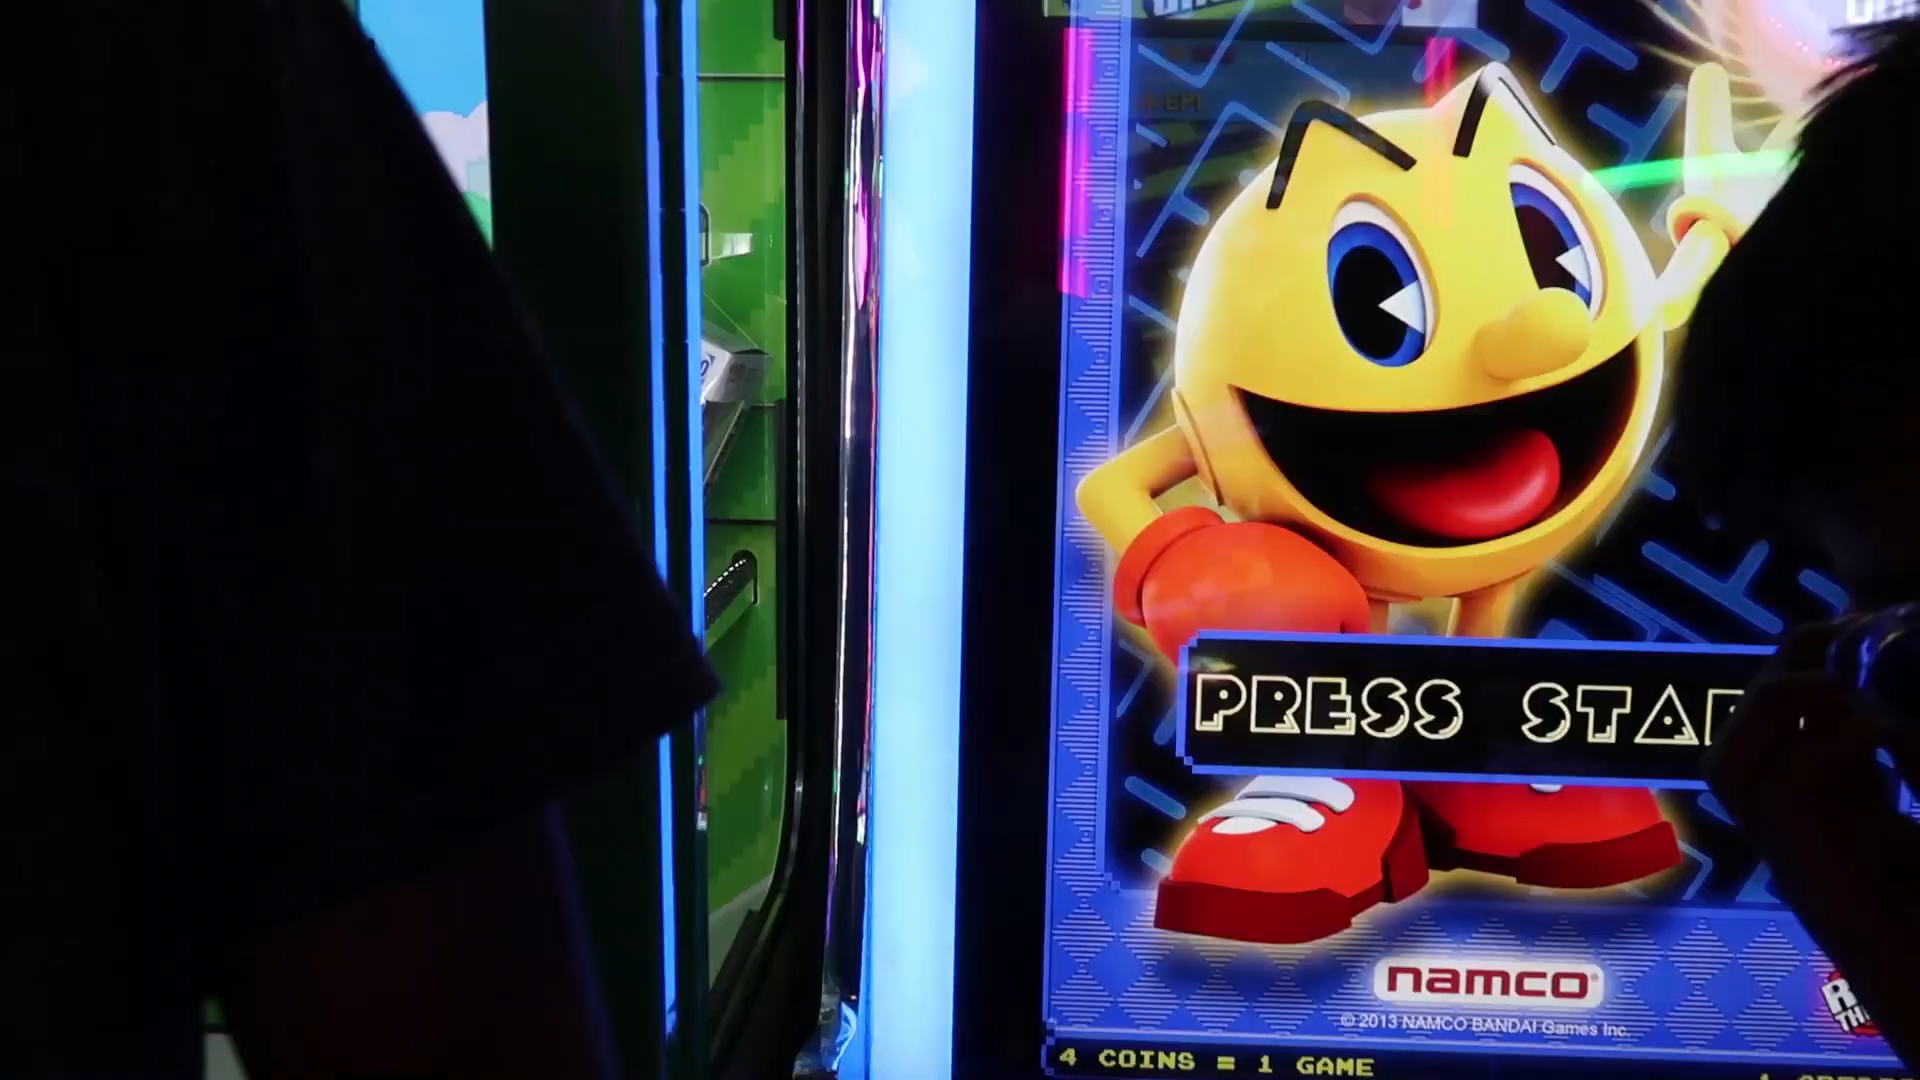 PRESS STAR
namco®
© 2013 NAMCO BANDAI Games Inc.
4 COINS = 1 GAME